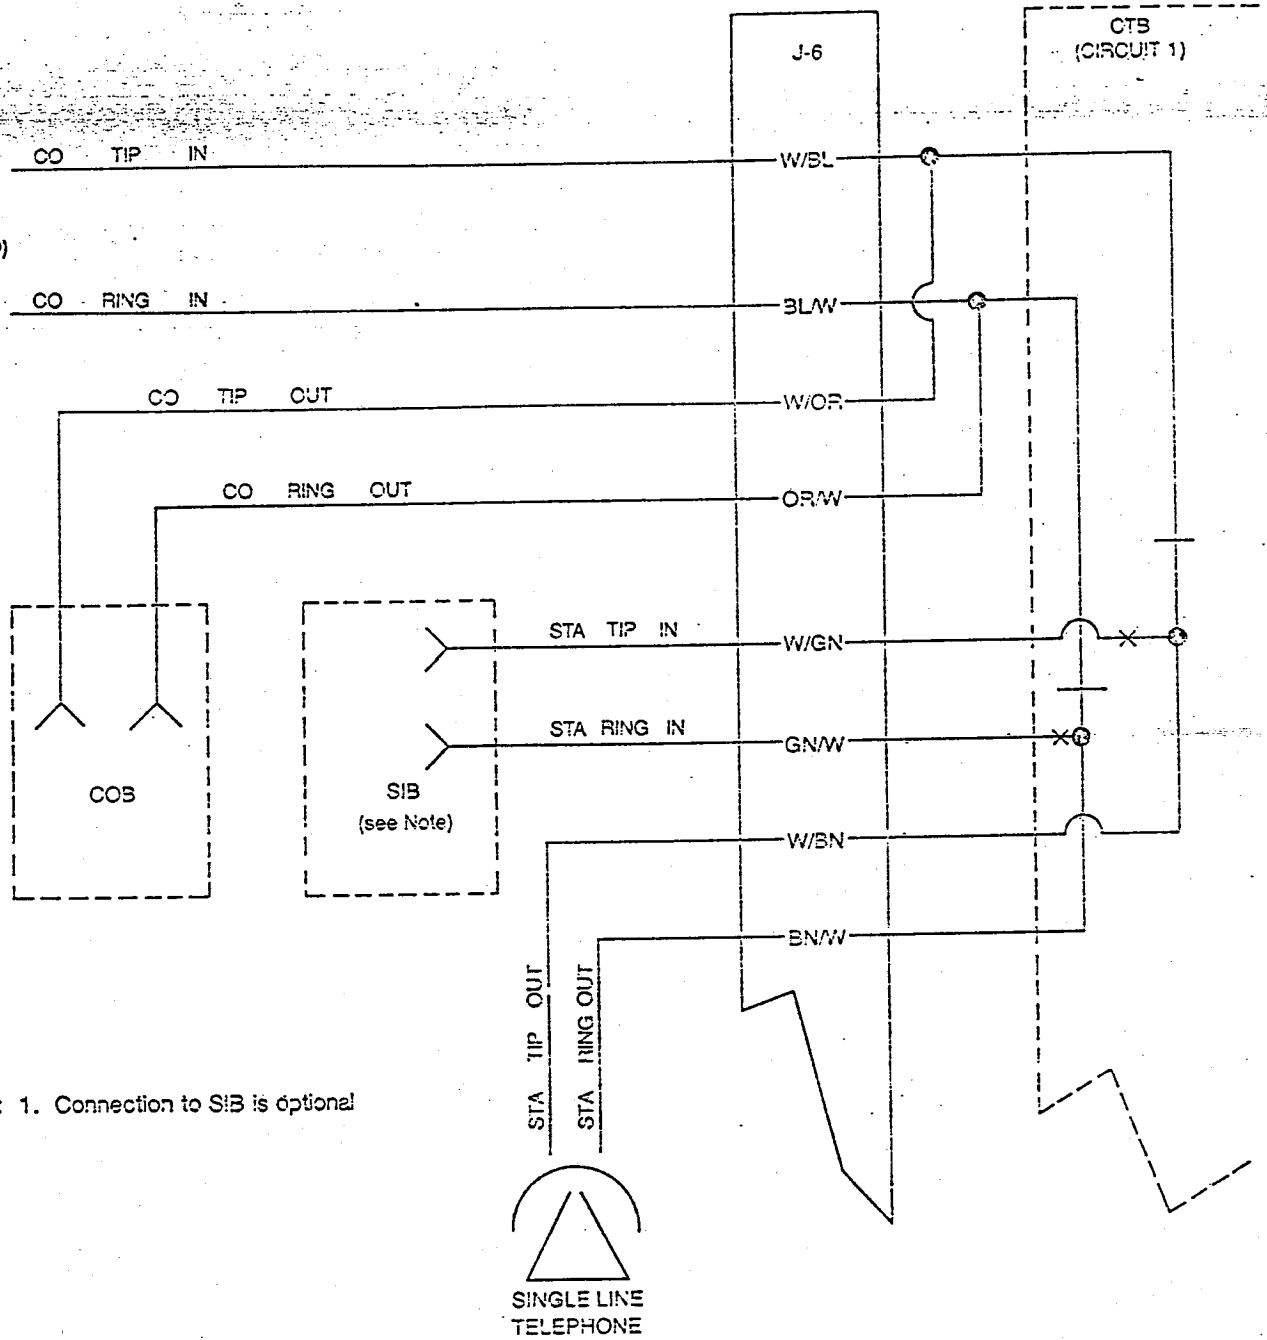 J-6
CTB
(CIRCUIT 1)
CO TIP IN
W/BL
)
CO RING IN
BL/W
CO TIP OUT
W/OR
CO RING OUT
OR/W
STA TIP IN
W/GN
STA RING IN
GN/W
COB
SIB
(see Note)
W/BN
BN/W
STA TIP OUT
STA RING OUT
: 1. Connection to SIB is optional
SINGLE LINE
TELEPHONE